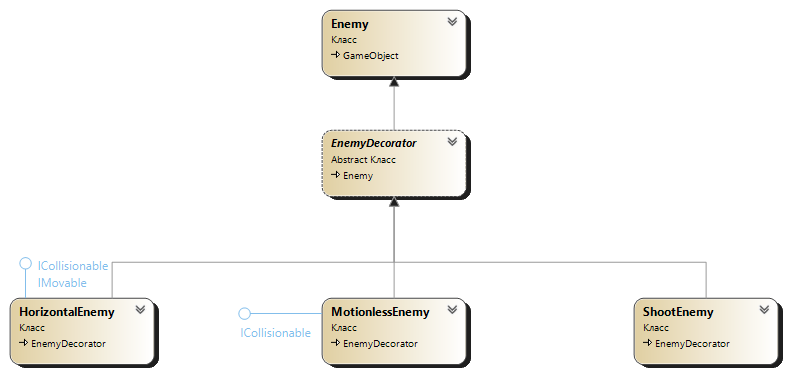 Enemy
Класс
GameObject
EnemyDecorator
Abstract Класс
Enemy
ICollisionable
IMovable
HorizontalEnemy
Класс
EnemyDecorator
ICollisionable
MotionlessEnemy
Класс
EnemyDecorator
ShootEnemy
Класс
EnemyDecorator